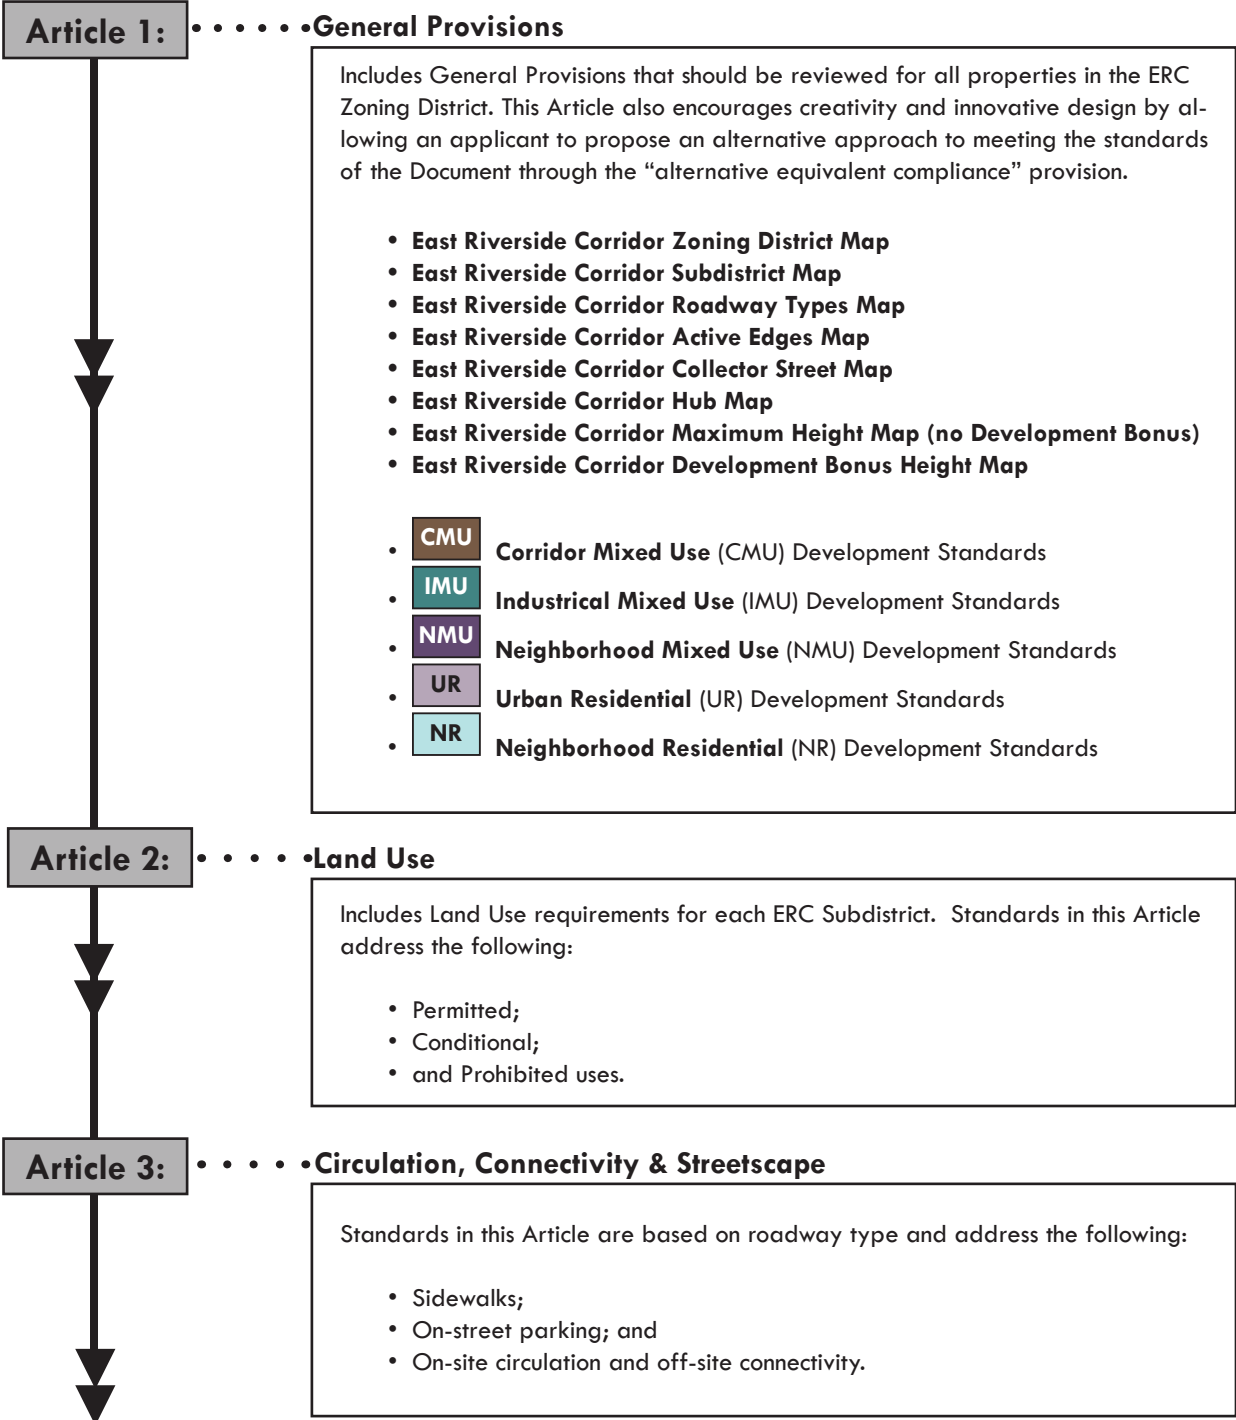 Article 1:
General Provisions
Includes General Provisions that should be reviewed for all properties in the ERC
Zoning District. This Article also encourages creativity and innovative design by al-
lowing an applicant to propose an alternative approach to meeting the standards
of the Document through the “alternative equivalent compliance” provision.
• East Riverside Corridor Zoning District Map
• East Riverside Corridor Subdistrict Map
• East Riverside Corridor Roadway Types Map
• East Riverside Corridor Active Edges Map
• East Riverside Corridor Collector Street Map
• East Riverside Corridor Hub Map
• East Riverside Corridor Maximum Height Map (no Development Bonus)
• East Riverside Corridor Development Bonus Height Map
• CMU Corridor Mixed Use (CMU) Development Standards
• IMU Industrical Mixed Use (IMU) Development Standards
• NMU Neighborhood Mixed Use (NMU) Development Standards
• UR Urban Residential (UR) Development Standards
• NR Neighborhood Residential (NR) Development Standards
Article 2:
Land Use
Includes Land Use requirements for each ERC Subdistrict. Standards in this Article
address the following:
• Permitted;
• Conditional;
• and Prohibited uses.
Article 3:
Circulation, Connectivity & Streetscape
Standards in this Article are based on roadway type and address the following:
• Sidewalks;
• On-street parking; and
• On-site circulation and off-site connectivity.